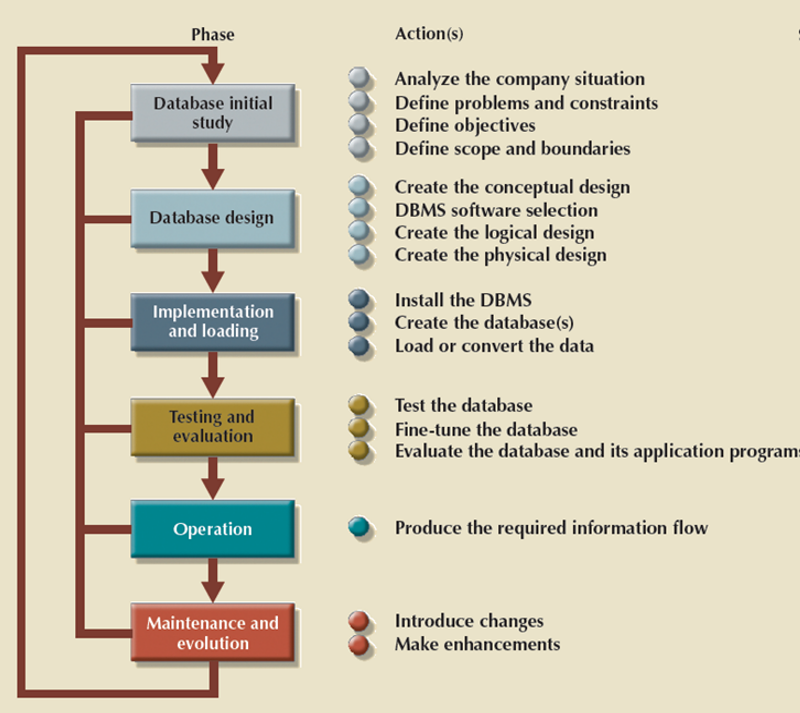 Phase
Action(s)
Database initial
study
Analyze the company situation
Define problems and constraints
Define objectives
Define scope and boundaries
Database design
Create the conceptual design
DBMS software selection
Create the logical design
Create the physical design
Implementation
and loading
Install the DBMS
Create the database(s)
Load or convert the data
Testing and
evaluation
Test the database
Fine-tune the database
Evaluate the database and its application programs
Operation
Produce the required information flow
Maintenance and
evolution
Introduce changes
Make enhancements